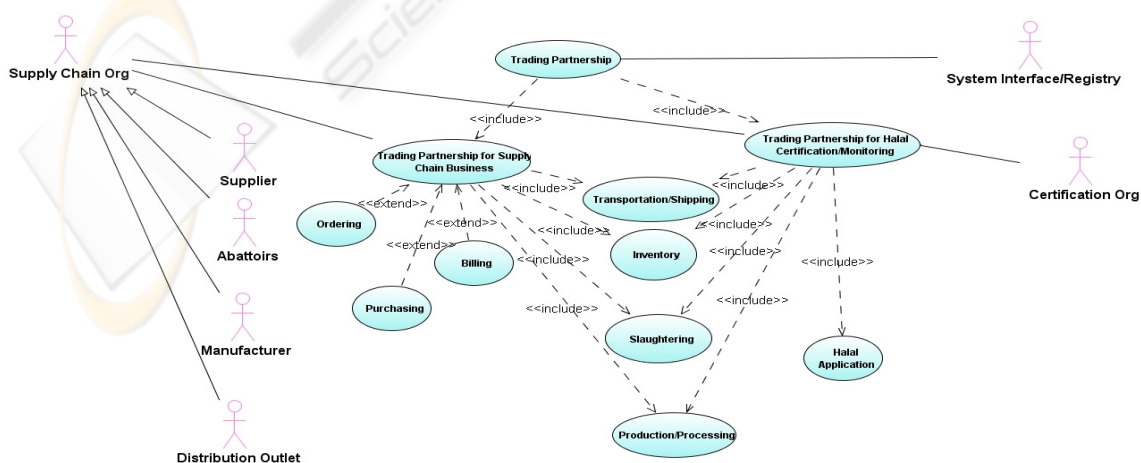 Scien
Supply Chain Org
Trading Partnership
System Interface/Registry
<<include>>
<<include>>
Trading Partnership for Supply
Chain Business
Trading Partnership for Halal
Certification/Monitoring
Supplier
Certification Org
<<include>>
<<include>>
Transportation/Shipping
<<extend>>
Ordering
<<extend>>
<<include>>
Abattoirs
<<extend>>
Inventory
<<include>>
Billing
<<include>>
<<include>>
Purchasing
<<include>>
<<include>>
Slaughtering
Manufacturer
Halal
Application
Production/Processing
Distribution Outlet